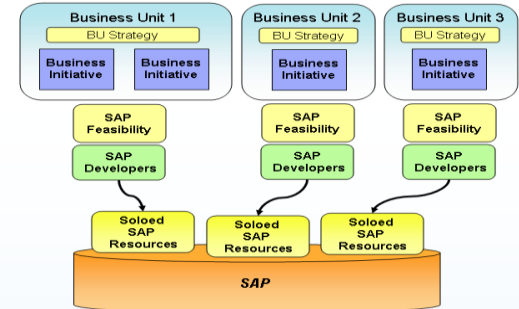 Business Unit 1
BU Strategy
Business
Initiative
Business
Initiative
SAP
Feasibility
SAP
Developers
Soloed
SAP
Resources
Business Unit 2
BU Strategy
Business
Initiative
SAP
Feasibility
SAP
Developers
Soloed
SAP
Resources
Business Unit 3
BU Strategy
Business
Initiative
SAP
Feasibility
SAP
Developers
Soloed
SAP
Resources
SAP